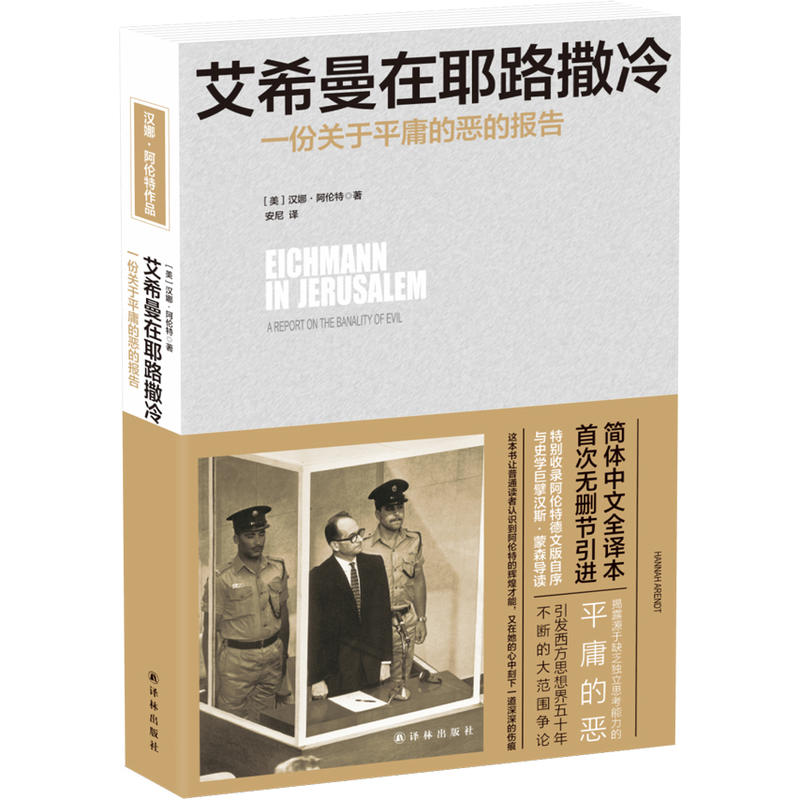 艾希曼在耶路撒冷
一份关于平庸的恶的报告
[美]汉娜·阿伦特◎著
安尼 译
EICHMANN
IN JERUSALEM
A REPORT ON THE BANALITY OF EVIL
汉娜·阿伦特作品
[美]汉娜·阿伦特◎著
艾希曼在耶路撒冷
一份关于平庸的恶的报告
译林出版社
HANNAH ARENDT
简体中文全译本
首次无删节引进
特别收录阿伦特德文版自序
与史学巨擘汉斯·蒙森导读
这本书让普通读者认识到阿伦特的辉煌才能,又在她的心中刻下一道深深的伤痕
揭露源于缺乏独立思考能力的
平庸的恶
引发西方思想界五十年
不断的大范围争论
译林出版社